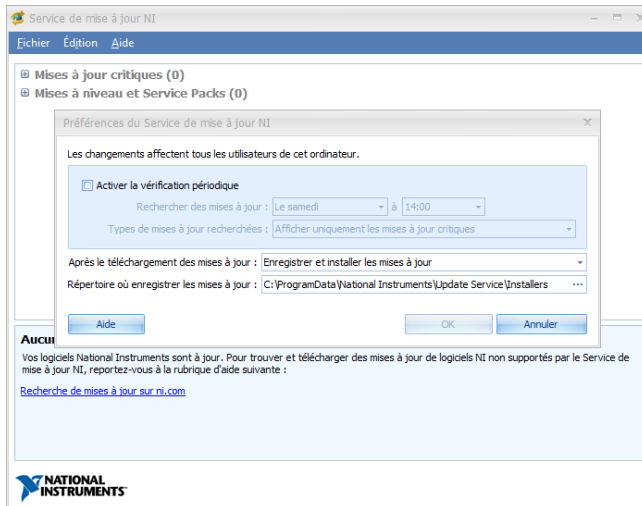 Service de mise à jour NI
Fichier Édition Aide
Mises à jour critiques (0)
Mises à niveau et Service Packs (0)
Préférences du Service de mise à jour NI
Les changements affectent tous les utilisateurs de cet ordinateur.
Activer la vérification périodique
Rechercher des mises à jour : Le samedi à 14:00
Types de mises à jour recherchées : Afficher uniquement les mises à jour critiques
Après le téléchargement des mises à jour : Enregistrer et installer les mises à jour
Répertoire où enregistrer les mises à jour : C:\ProgramData\National Instruments\Update Service\Installers ...
Aide OK Annuler
Aucu
Vos logiciels National Instruments sont à jour. Pour trouver et télécharger des mises à jour de logiciels NI non supportés par le Service de
mise à jour NI, reportez-vous à la rubrique d'aide suivante :
Recherche de mises à jour sur ni.com
NATIONAL
INSTRUMENTS